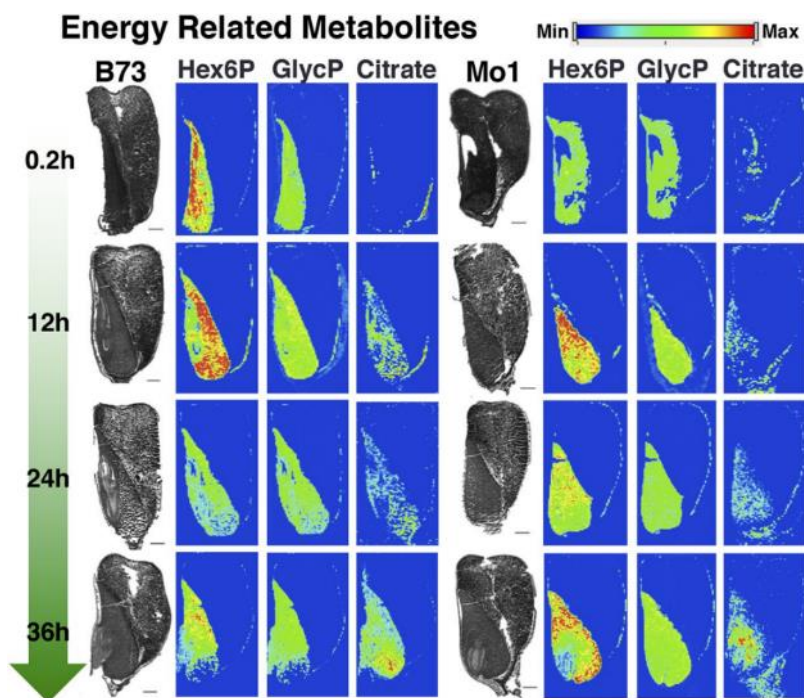 Energy Related Metabolites
Min Max
B73 Hex6P GlycP Citrate Mo1 Hex6P GlycP Citrate
0.2h
12h
24h
36h